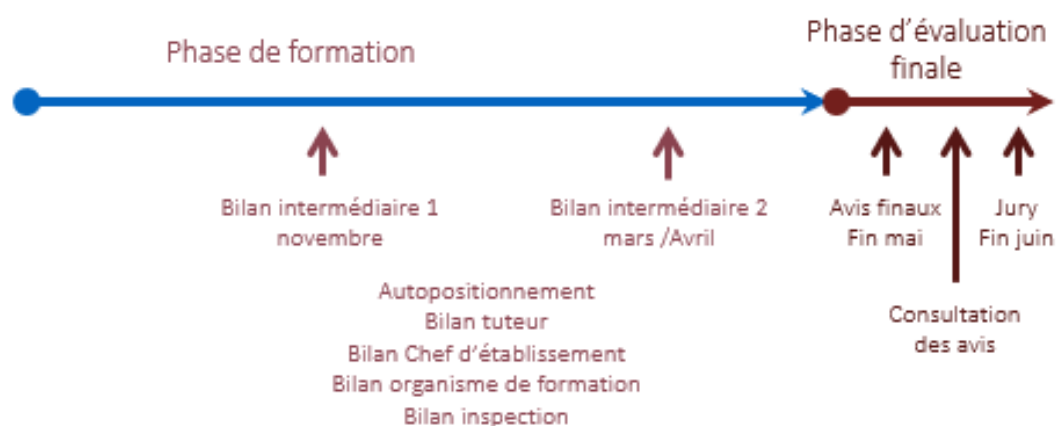 Phase de formation
Phase d'évaluation
finale
Bilan intermédiaire 1
novembre
Bilan intermédiaire 2
mars /Avril
Avis finaux
Fin mai
Jury
Fin juin
Autopositionnement
Bilan tuteur
Bilan Chef d'établissement
Bilan organisme de formation
Bilan inspection
Consultation
des avis